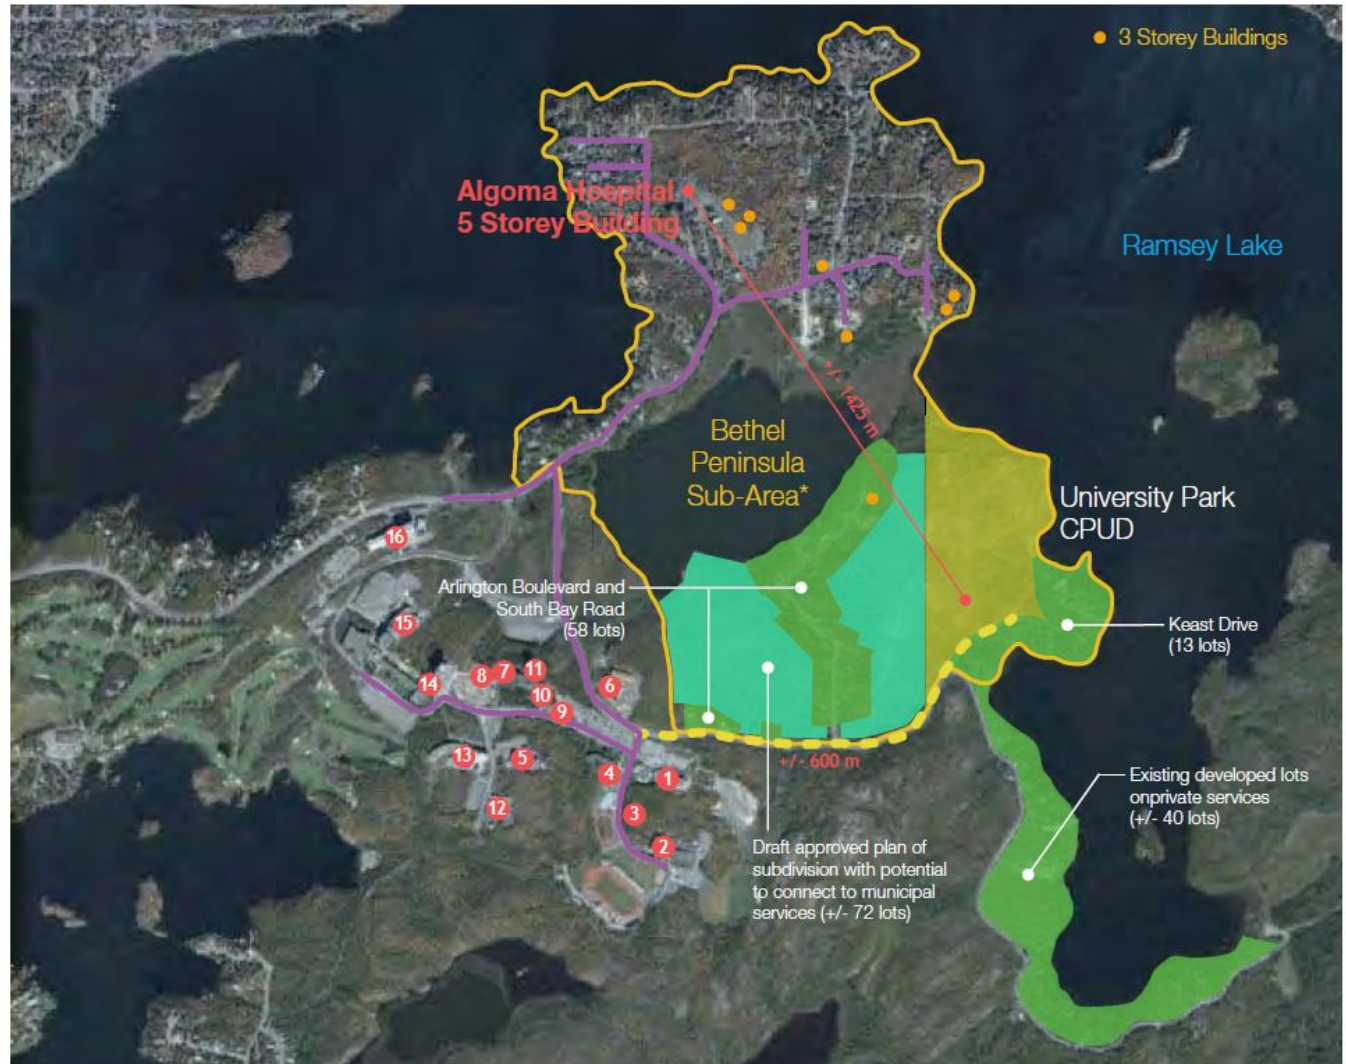 3 Storey Buildings
Algoma Hospital
5 Storey Building
Ramsey Lake
+/- 1425 m
Bethel
Peninsula
Sub-Area*
University Park
CPUD
16
Arlington Boulevard and
South Bay Road
(58 lots)
Keast Drive
(13 lots)
15
14
8
7
11
10
9
6
13
5
4
1
12
3
2
+/- 600 m
Existing developed lots
onprivate services
(+/- 40 lots)
Draft approved plan of
subdivision with potential
to connect to municipal
services (+/- 72 lots)